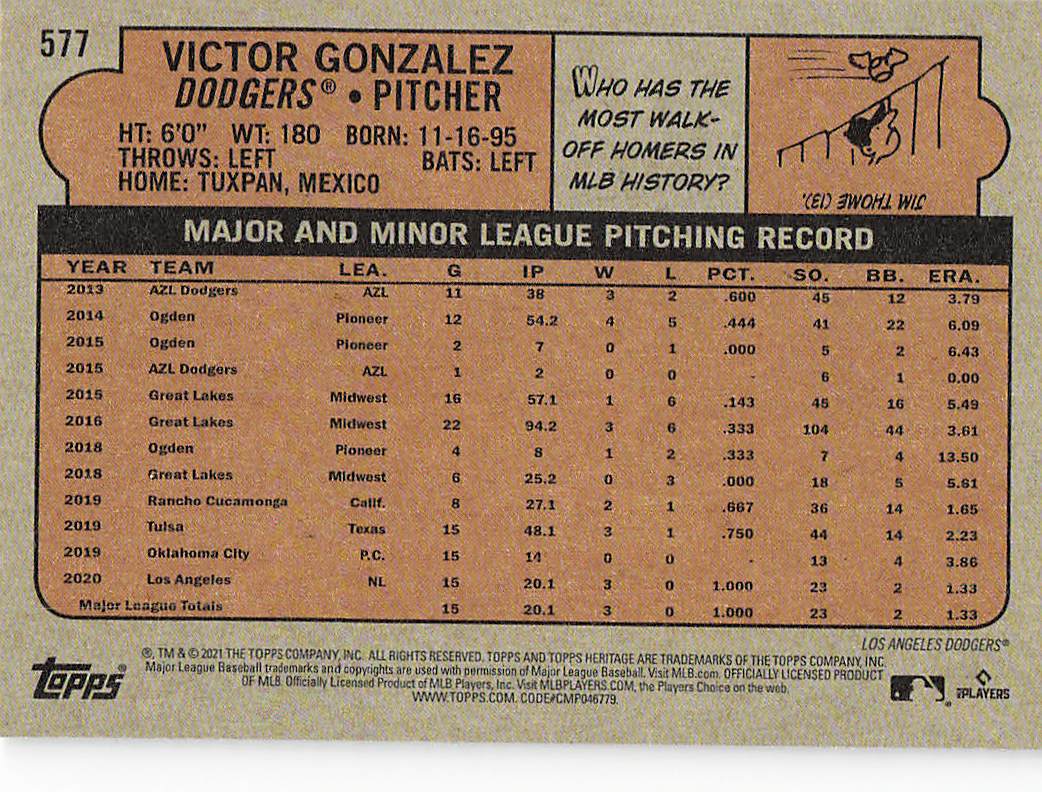 577
VICTOR GONZALEZ
DODGERS® • PITCHER
HT: 6'0" WT: 180 BORN: 11-16-95
THROWS: LEFT BATS: LEFT
HOME: TUXPAN, MEXICO
WHO HAS THE
MOST WALK-
OFF HOMERS IN
MLB HISTORY?
JIM THOME (13).
MAJOR AND MINOR LEAGUE PITCHING RECORD
YEAR TEAM LEA. G IP W L PCT. SO. BB. ERA.
2013 AZL Dodgers AZL 11 38 3 2 .600 45 12 3.79
2014 Ogden Pioneer 12 54.2 4 5 .444 41 22 6.09
2015 Ogden Pioneer 2 7 0 1 .000 5 2 6.43
2015 AZL Dodgers AZL 1 2 0 0 - 6 1 0.00
2015 Great Lakes Midwest 16 57.1 1 6 .143 45 16 5.49
2016 Great Lakes Midwest 22 94.2 3 6 .333 104 44 3.61
2018 Ogden Pioneer 4 8 1 2 .333 7 4 13.50
2018 Great Lakes Midwest 6 25.2 0 3 .000 18 5 5.61
2019 Rancho Cucamonga Calif. 8 27.1 2 1 .667 36 14 1.65
2019 Tulsa Texas 15 48.1 3 1 .750 44 14 2.23
2019 Oklahoma City P.C. 15 14 0 0 - 13 4 3.86
2020 Los Angeles NL 15 20.1 3 0 1.000 23 2 1.33
Major League Totals 15 20.1 3 0 1.000 23 2 1.33
LOS ANGELES DODGERS®
®, TM & © 2021 THE TOPPS COMPANY, INC. ALL RIGHTS RESERVED. TOPPS AND TOPPS HERITAGE ARE TRADEMARKS OF THE TOPPS COMPANY, INC.
Major League Baseball trademarks and copyrights are used with permission of Major League Baseball. Visit MLB.com. OFFICIALLY LICENSED PRODUCT
OF MLB. Officially Licensed Product of MLB Players, Inc. Visit MLBPLAYERS.COM, the Players Choice on the web.
WWW.TOPPS.COM. CODE#CMP046779.
topps®
MLB PLAYERS